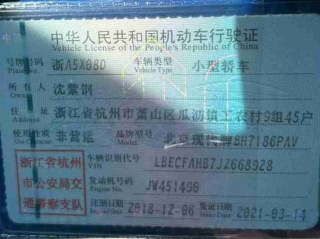 中华人民共和国机动车行驶证
Vehicle License of the People's Republic of China
号牌号码 浙A5X68D 车辆类型 小型轿车
Plate No. Vehicle Type
所有人 沈紫钢
Owner
住址 浙江省杭州市萧山区瓜沥镇工农村9组45户
Address
使用性质 非营运 品牌型号 北京现代牌BH7186PAV
Use Character Model
浙江省杭州市公安局交通警察支队
车辆识别代号 LBECFAHB7JZ668928
VIN
发动机号码 JW451490
Engine No.
注册日期 2018-12-06 发证日期 2021-03-14
Register Date Issue Date